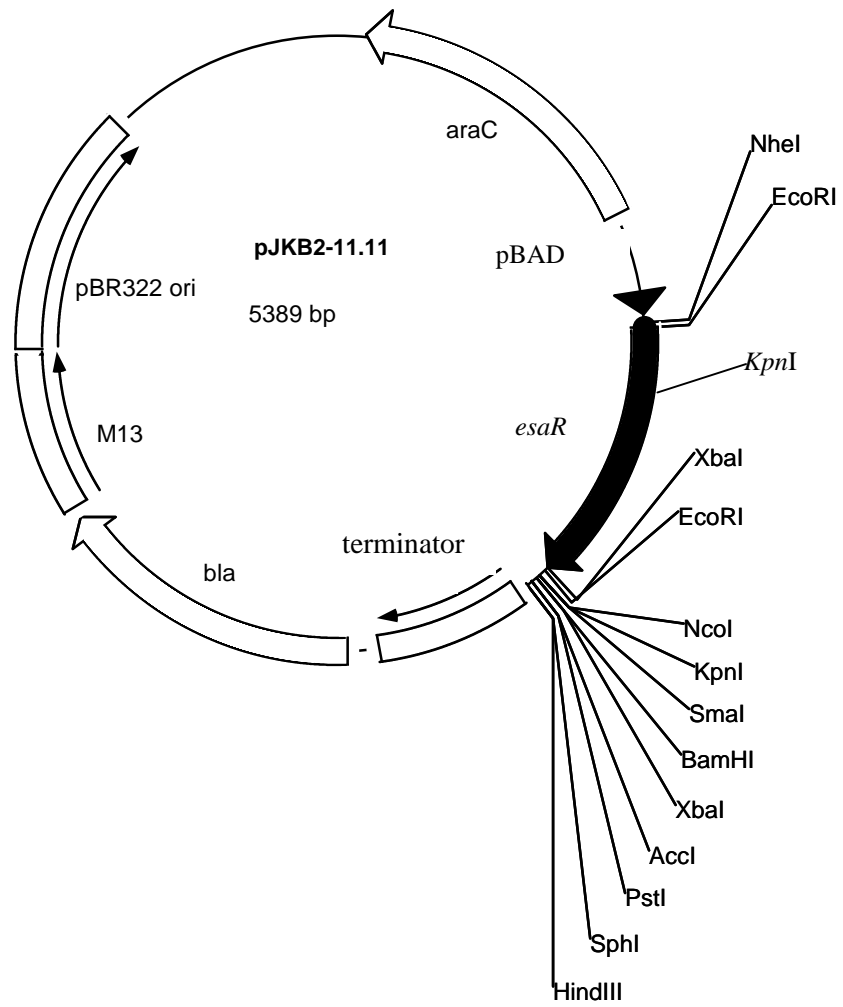 araC
NheI
EcoRI
pJKB2-11.11
pBAD
pBR322 ori
5389 bp
KpnI
esaR
M13
XbaI
EcoRI
terminator
bla
NcoI
KpnI
SmaI
BamHI
XbaI
AccI
PstI
SphI
HindIII